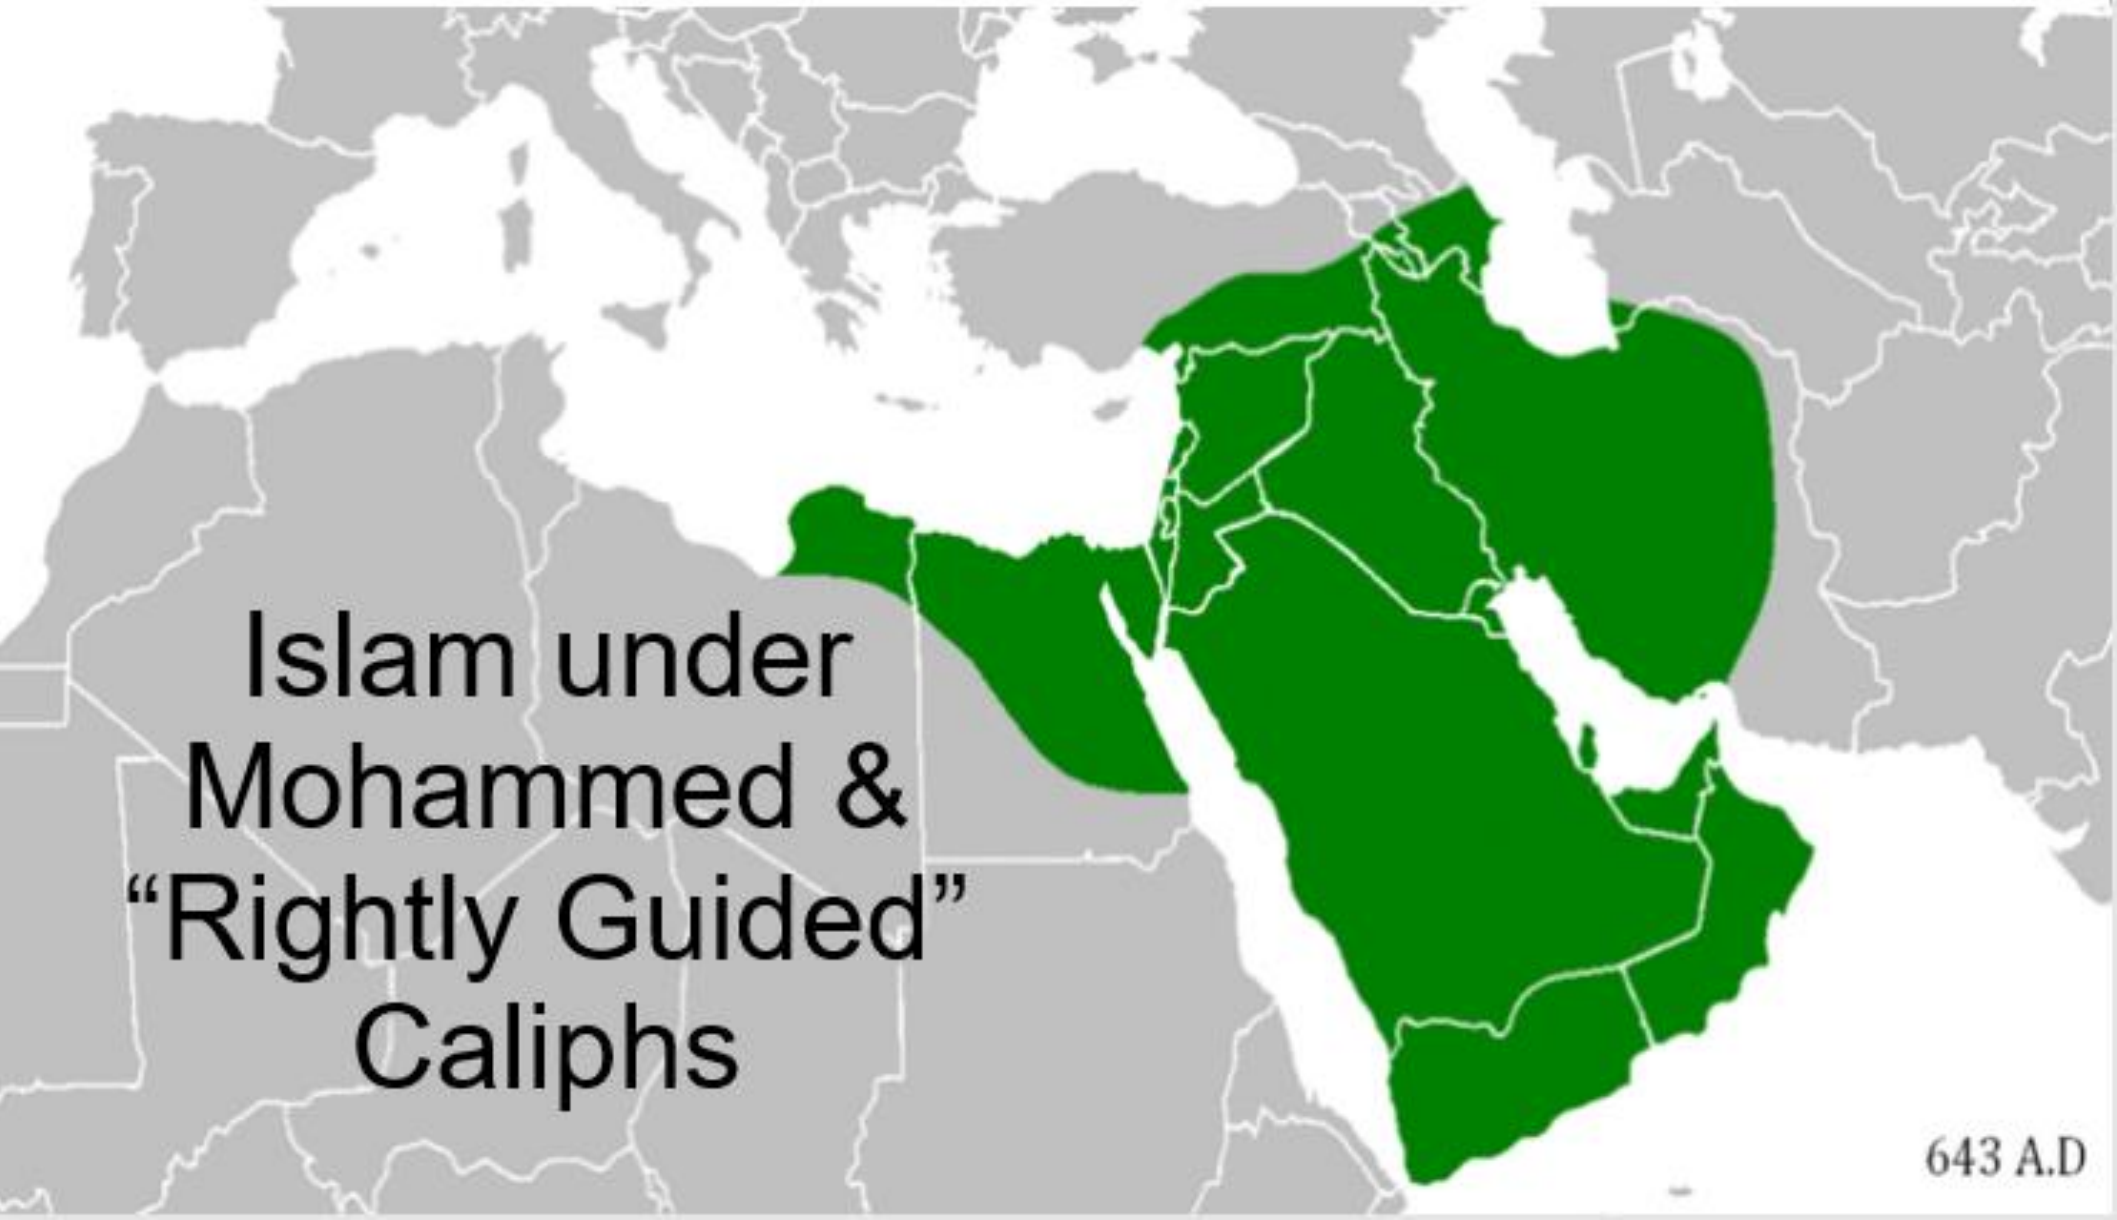 Islam under
Mohammed &
“Rightly Guided”
Caliphs
643 A.D